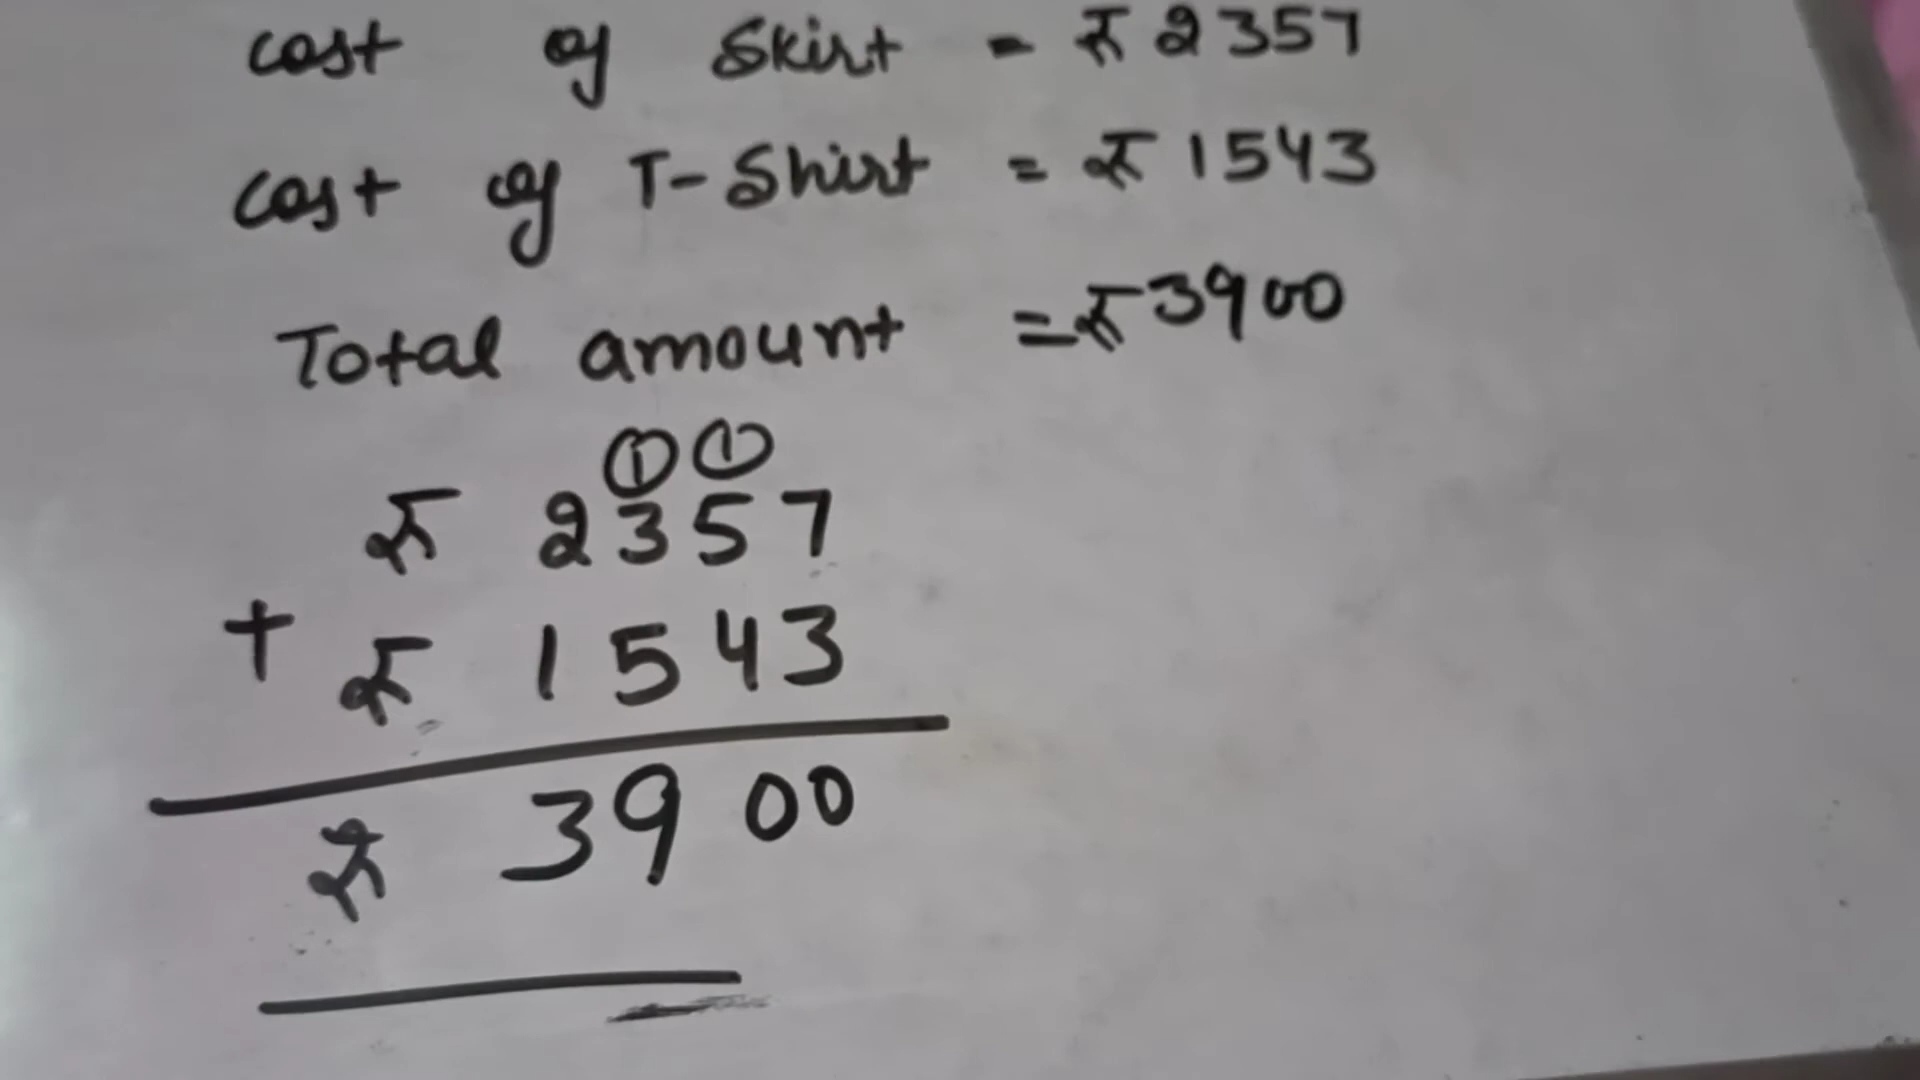 cost of Skirt - ₹ 2357
cost of T-Shirt = ₹ 1543
Total amount = ₹ 3900
① ①
₹ 2357
+ ₹ 1543
₹ 3900